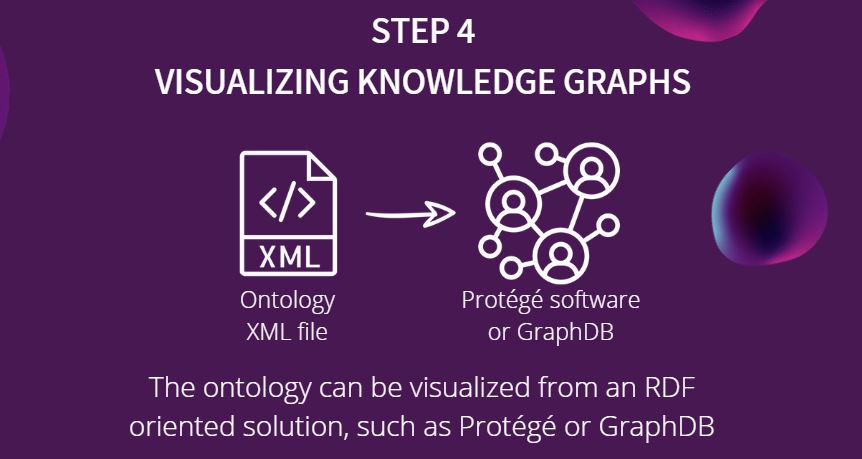 STEP 4
VISUALIZING KNOWLEDGE GRAPHS
</>
XML
Ontology
XML file
Protégé software
or GraphDB
The ontology can be visualized from an RDF
oriented solution, such as Protégé or GraphDB